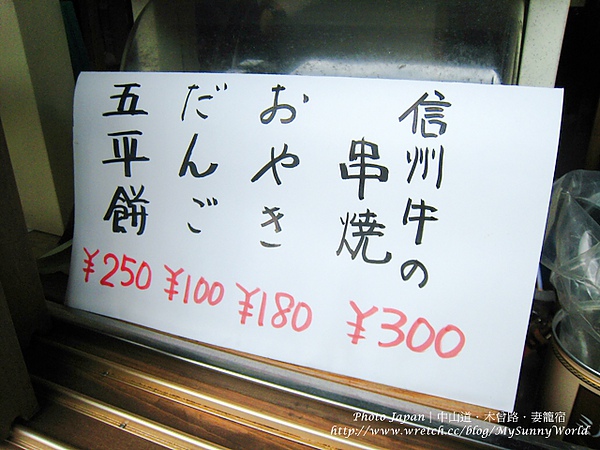 信州牛の
串焼
¥300
おやき
¥180
だんご
¥100
五平餅
¥250
Photo Japan | 中山道・木曾路・妻籠宿
http://www.wretch.cc/blog/MySunnyWorld